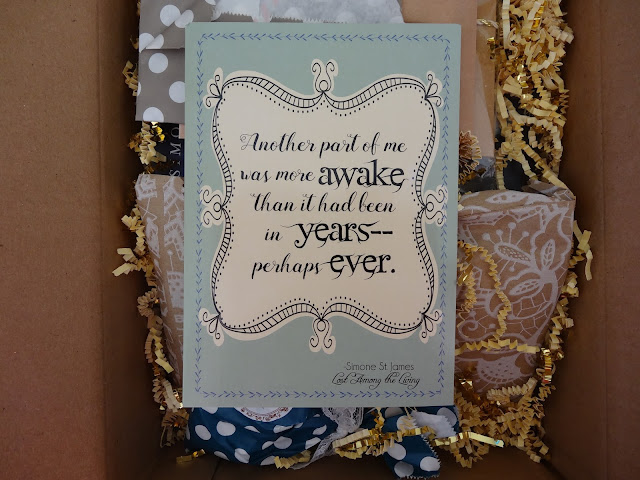 Another part of me
was more awake
than it had been
in years--
perhaps ever.
-Simone St. James
Lost Among the Living